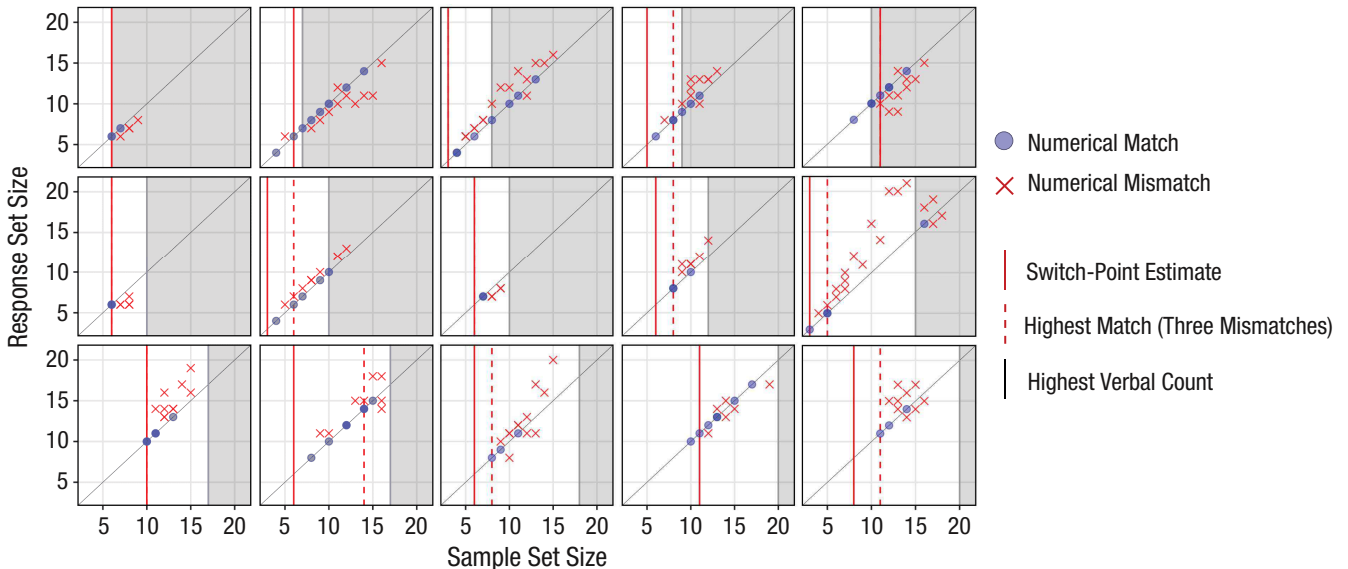 20
15
10
5
20
15
10
5
20
15
10
5
Response Set Size
5 10 15 20 5 10 15 20 5 10 15 20 5 10 15 20 5 10 15 20
Sample Set Size
Numerical Match
Numerical Mismatch
Switch-Point Estimate
Highest Match (Three Mismatches)
Highest Verbal Count